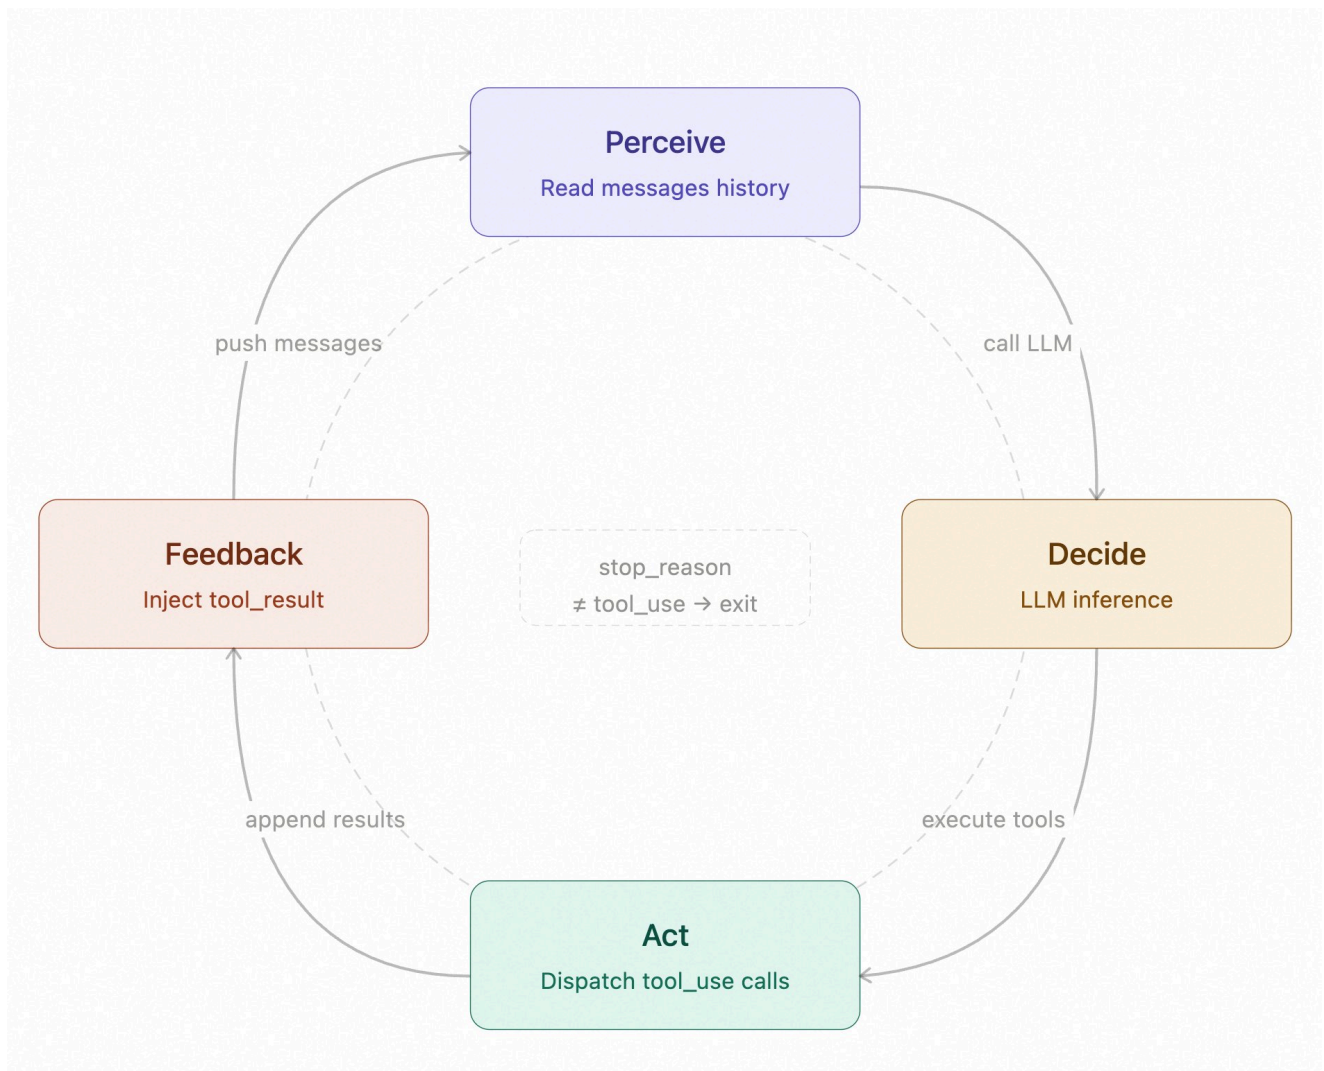 Perceive
Read messages history
push messages
call LLM
Feedback
Inject tool_result
stop_reason
≠ tool_use → exit
Decide
LLM inference
append results
execute tools
Act
Dispatch tool_use calls